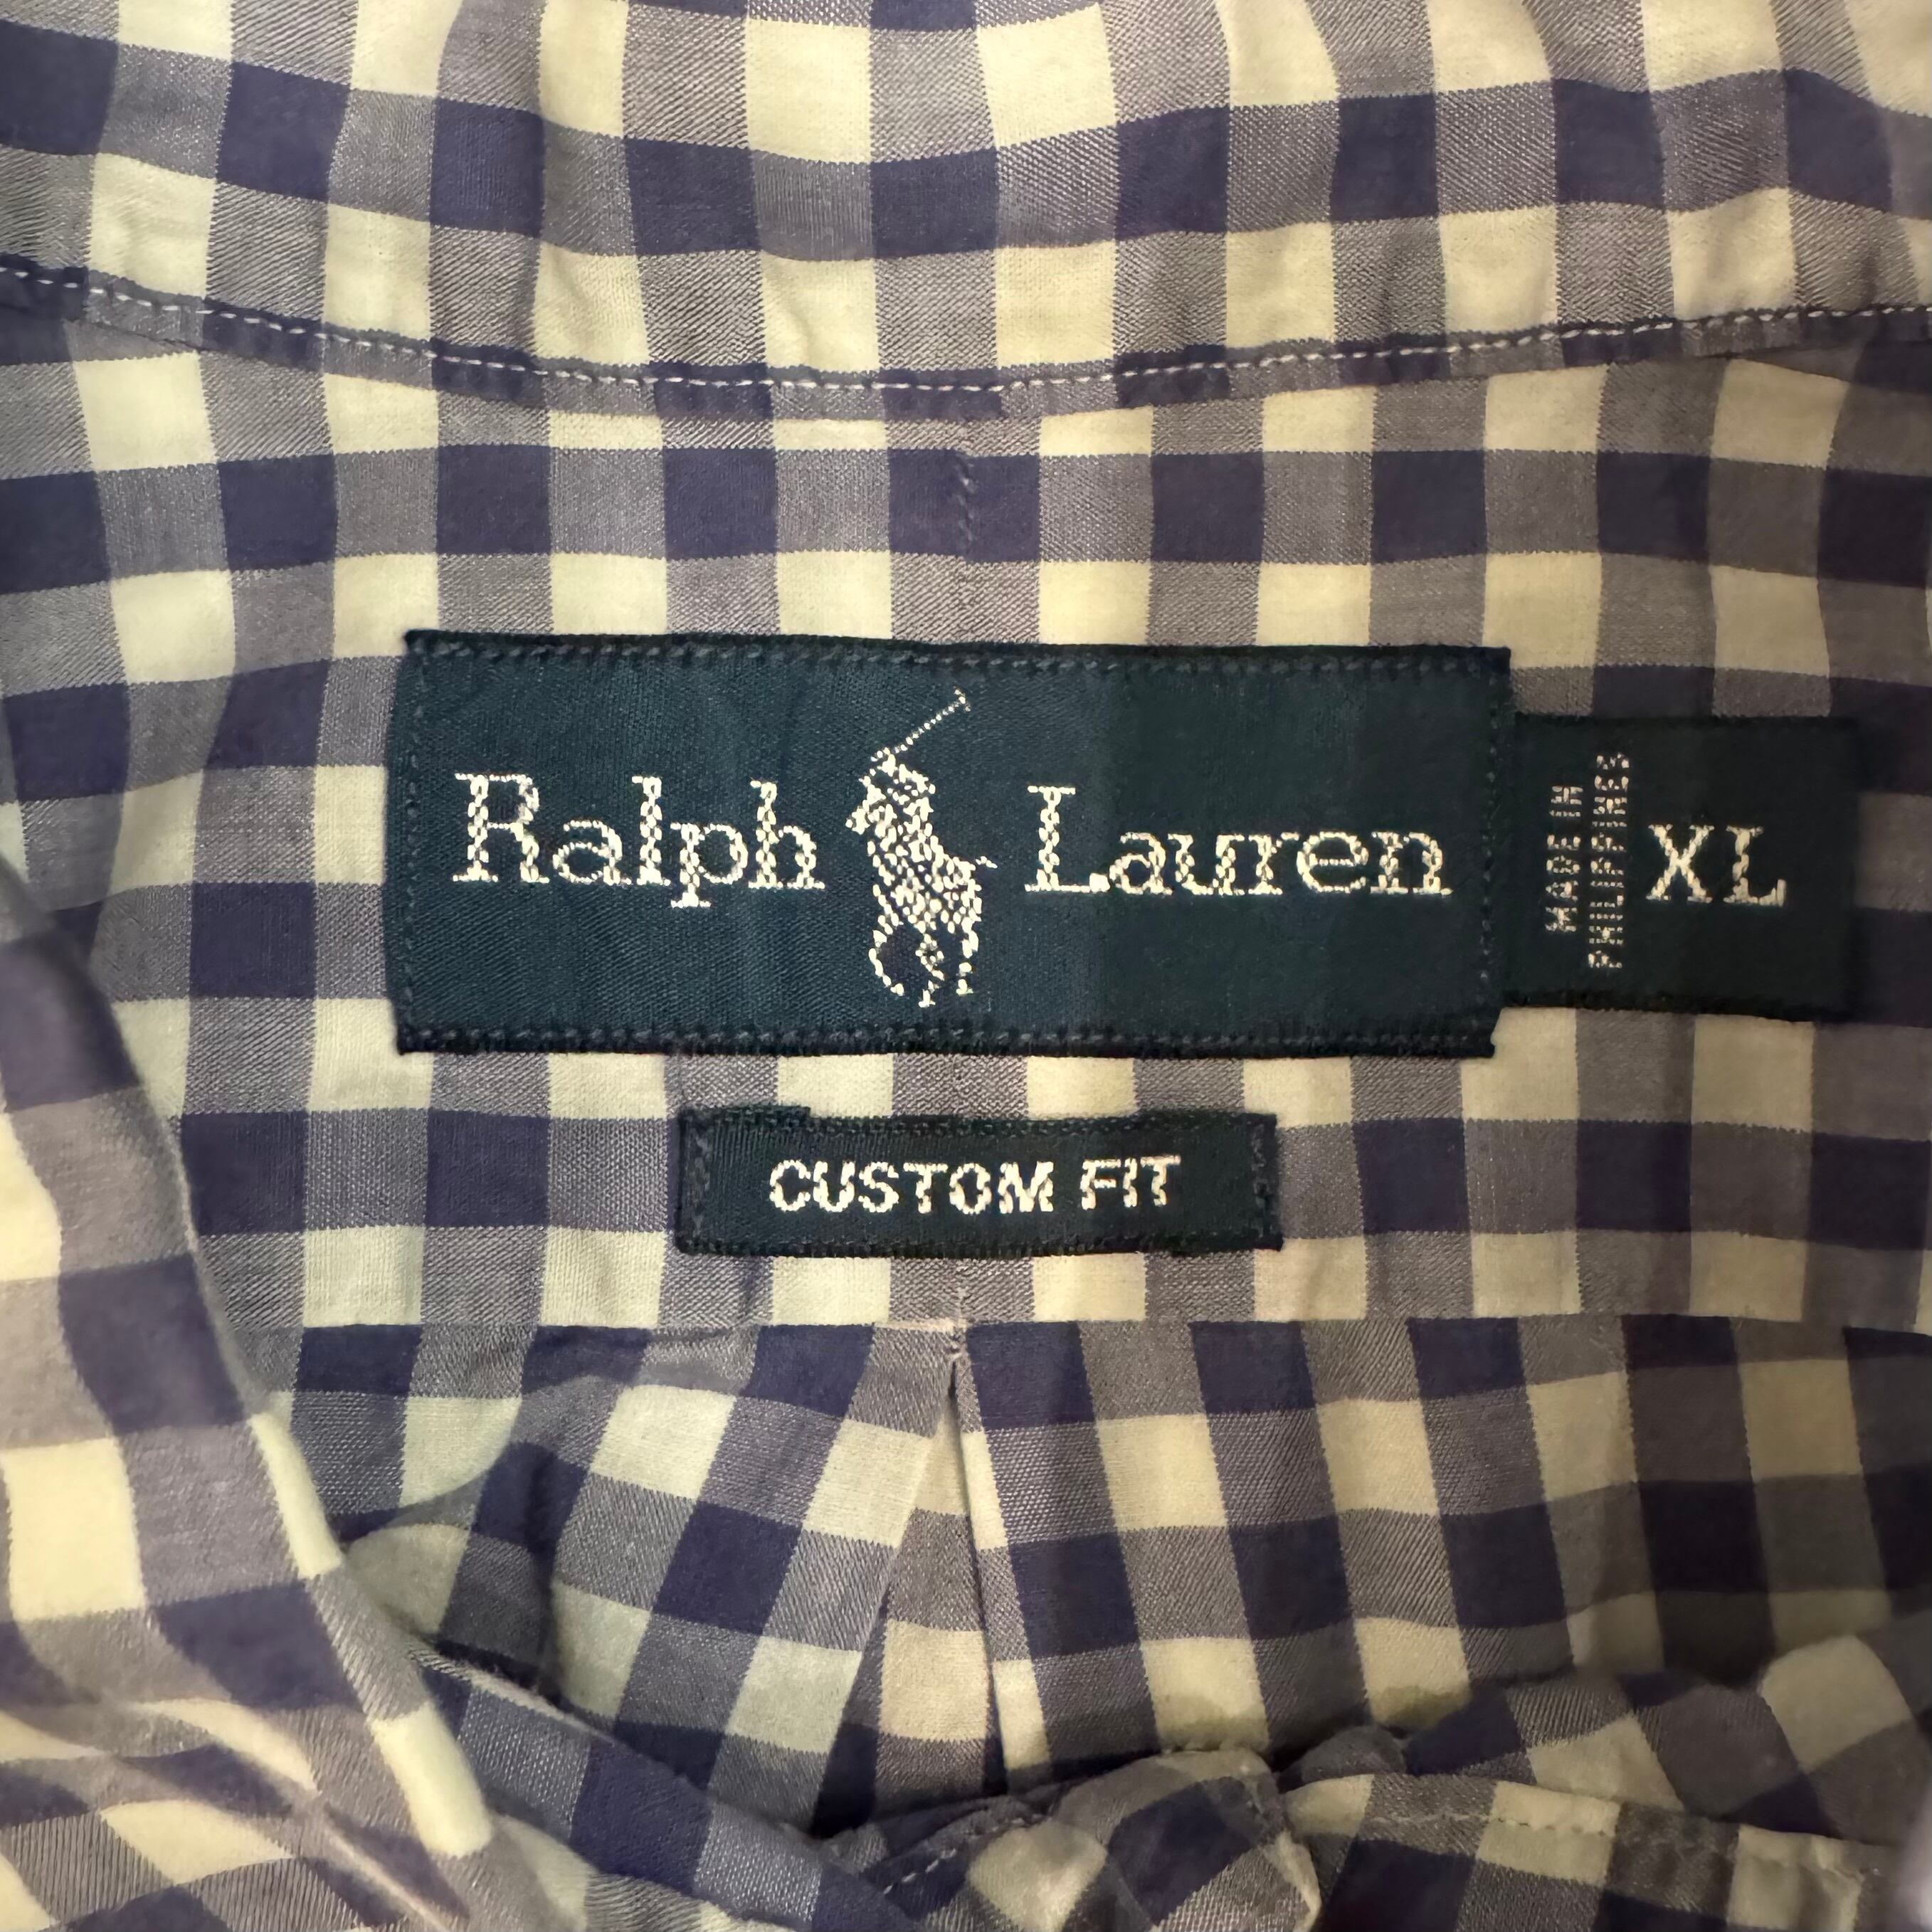 Ralph Lauren
MADE IN
PHILIPPINES
XL
CUSTOM FIT